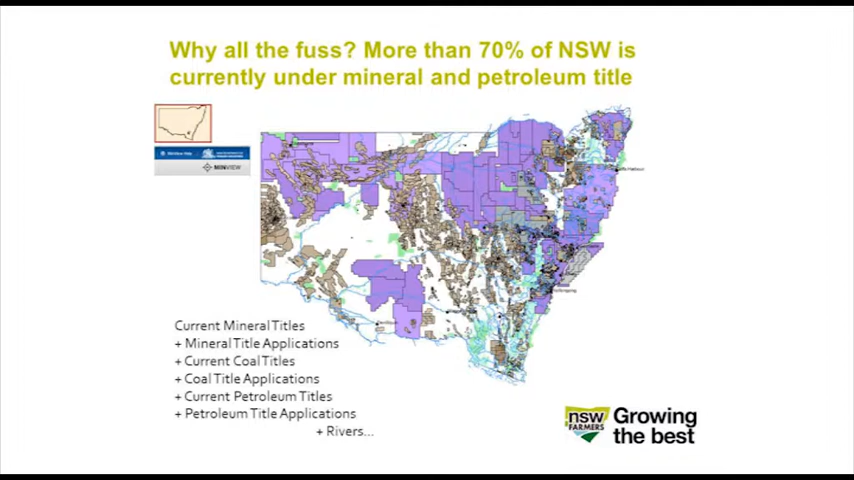 Why all the fuss? More than 70% of NSW is
currently under mineral and petroleum title
MINVIEW
Current Mineral Titles
+ Mineral Title Applications
+ Current Coal Titles
+ Coal Title Applications
+ Current Petroleum Titles
+ Petroleum Title Applications
+ Rivers...
nsw
FARMERS
Growing
the best